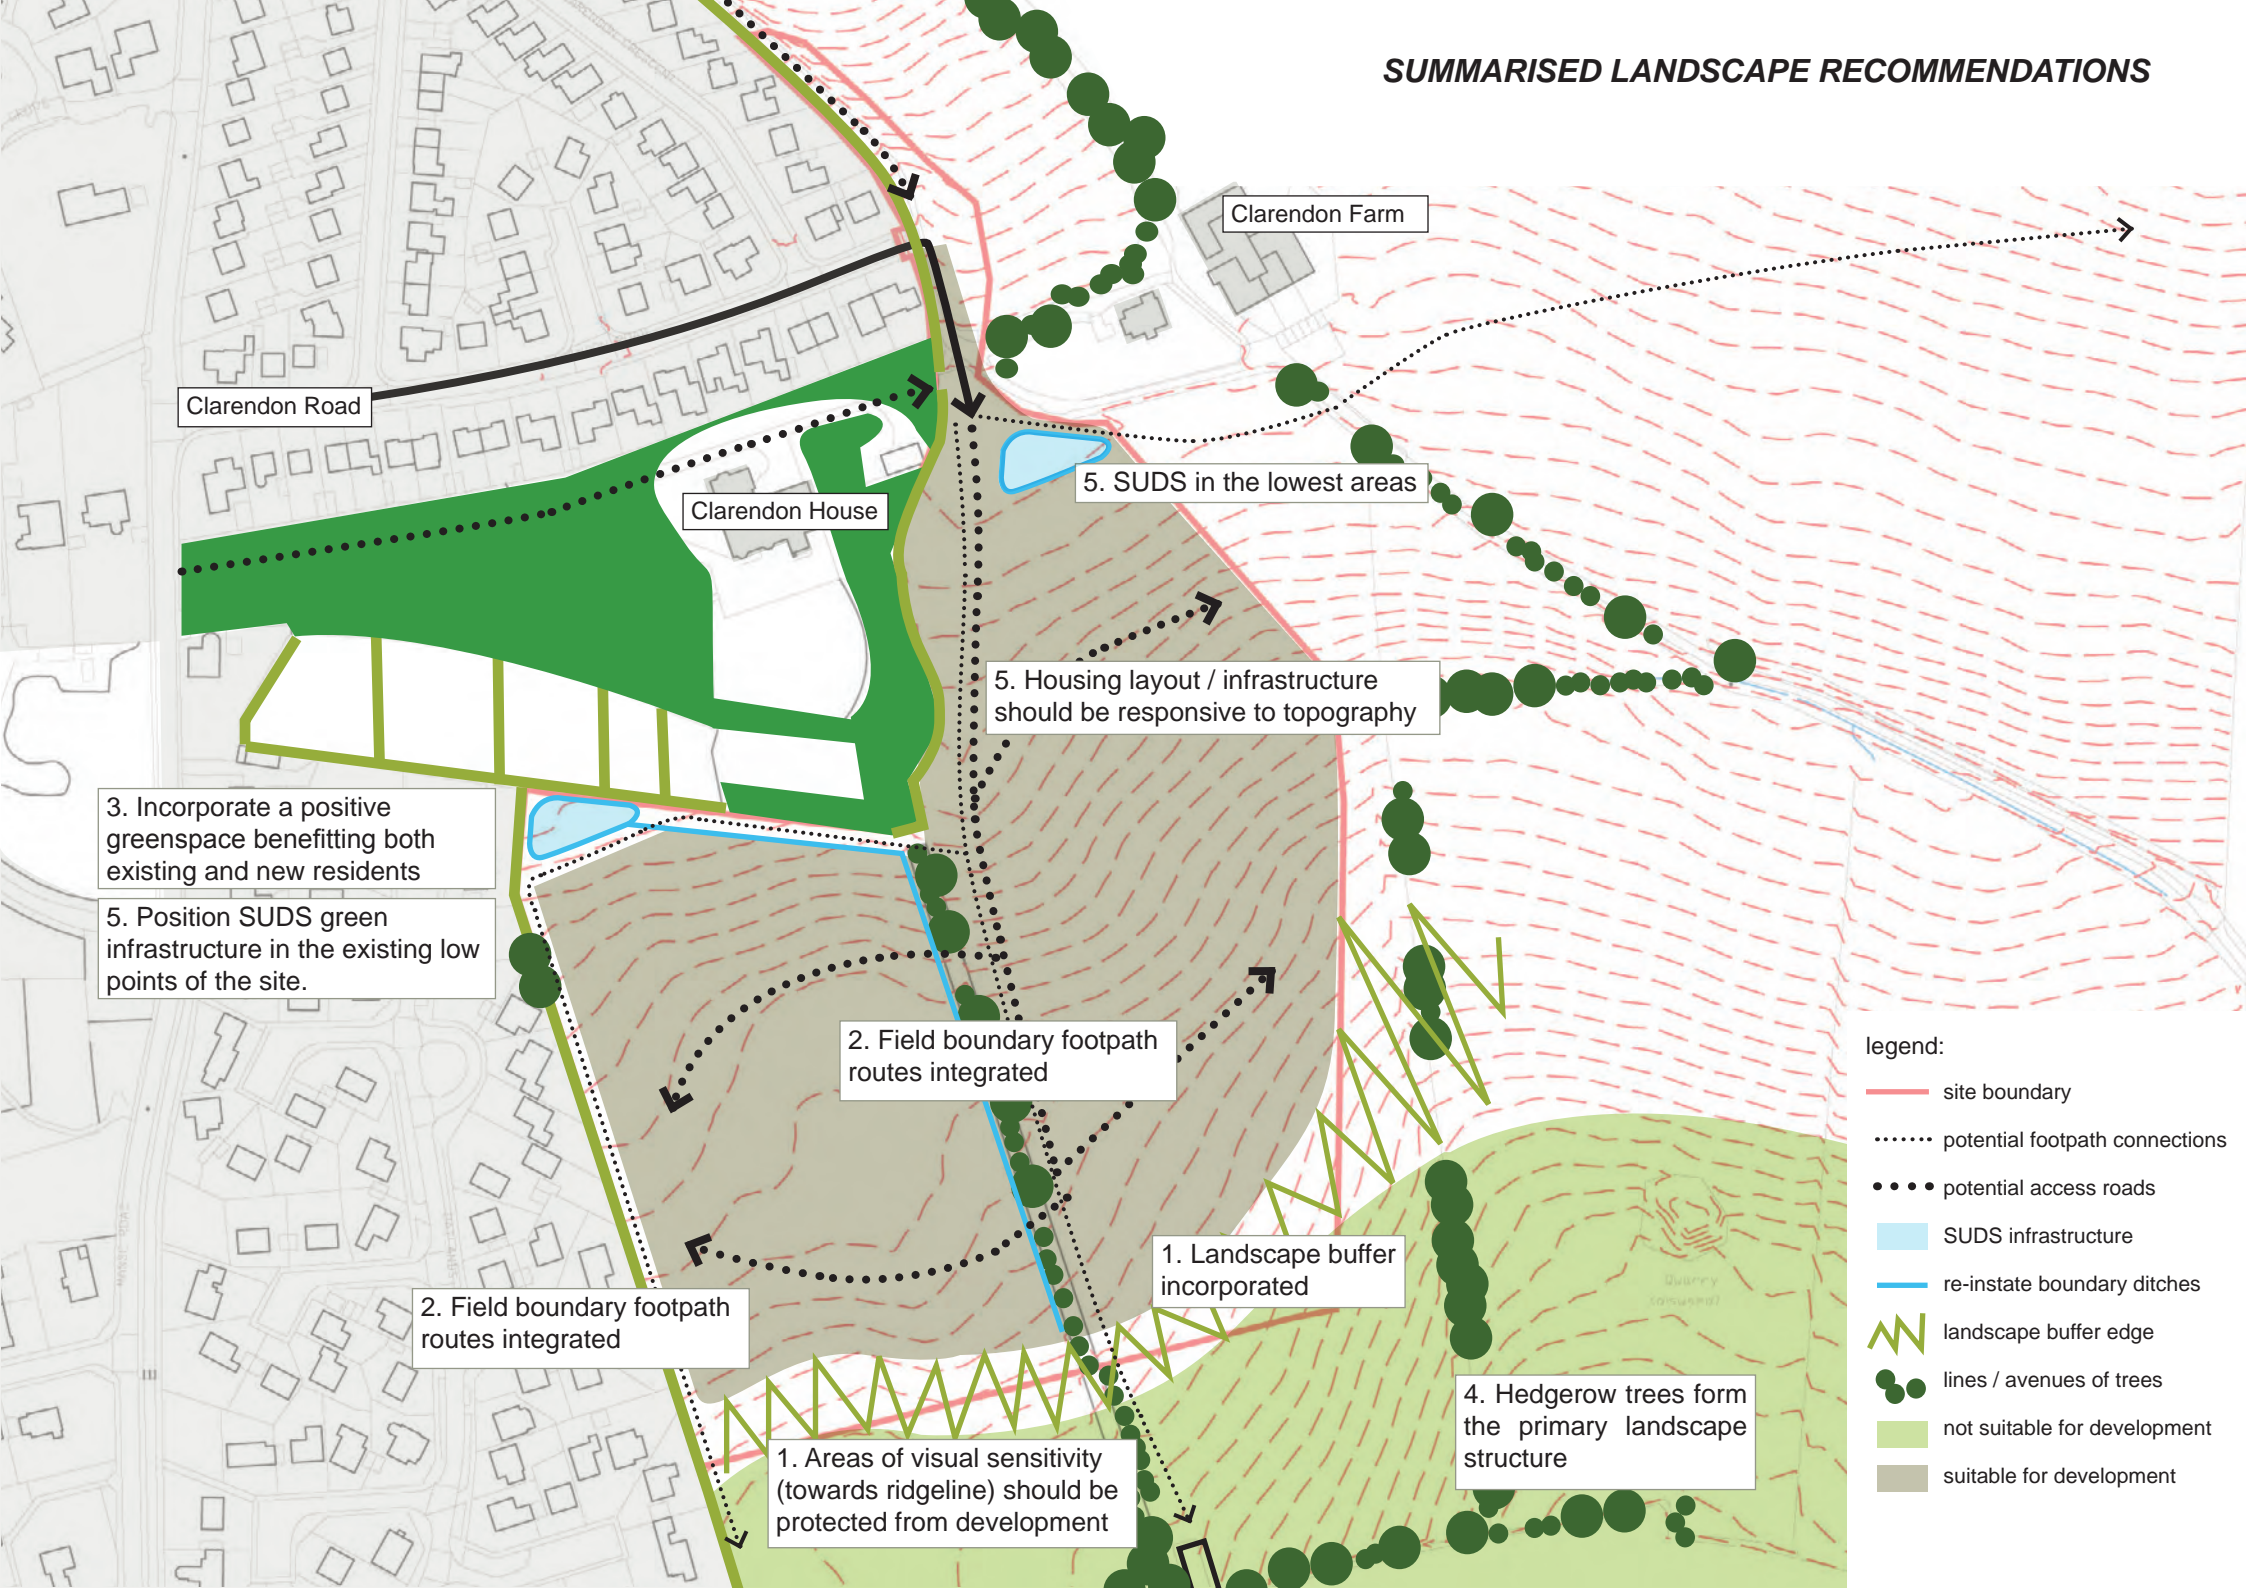 SUMMARISED LANDSCAPE RECOMMENDATIONS
Clarendon Farm
Clarendon Road
5. SUDS in the lowest areas
Clarendon House
5. Housing layout / infrastructure
should be responsive to topography
3. Incorporate a positive
greenspace benefitting both
existing and new residents
5. Position SUDS green
infrastructure in the existing low
points of the site.
2. Field boundary footpath
routes integrated
1. Landscape buffer
incorporated
Quarry
(disused)
2. Field boundary footpath
routes integrated
4. Hedgerow trees form
the primary landscape
structure
1. Areas of visual sensitivity
(towards ridgeline) should be
protected from development
legend:
site boundary
potential footpath connections
potential access roads
SUDS infrastructure
re-instate boundary ditches
landscape buffer edge
lines / avenues of trees
not suitable for development
suitable for development